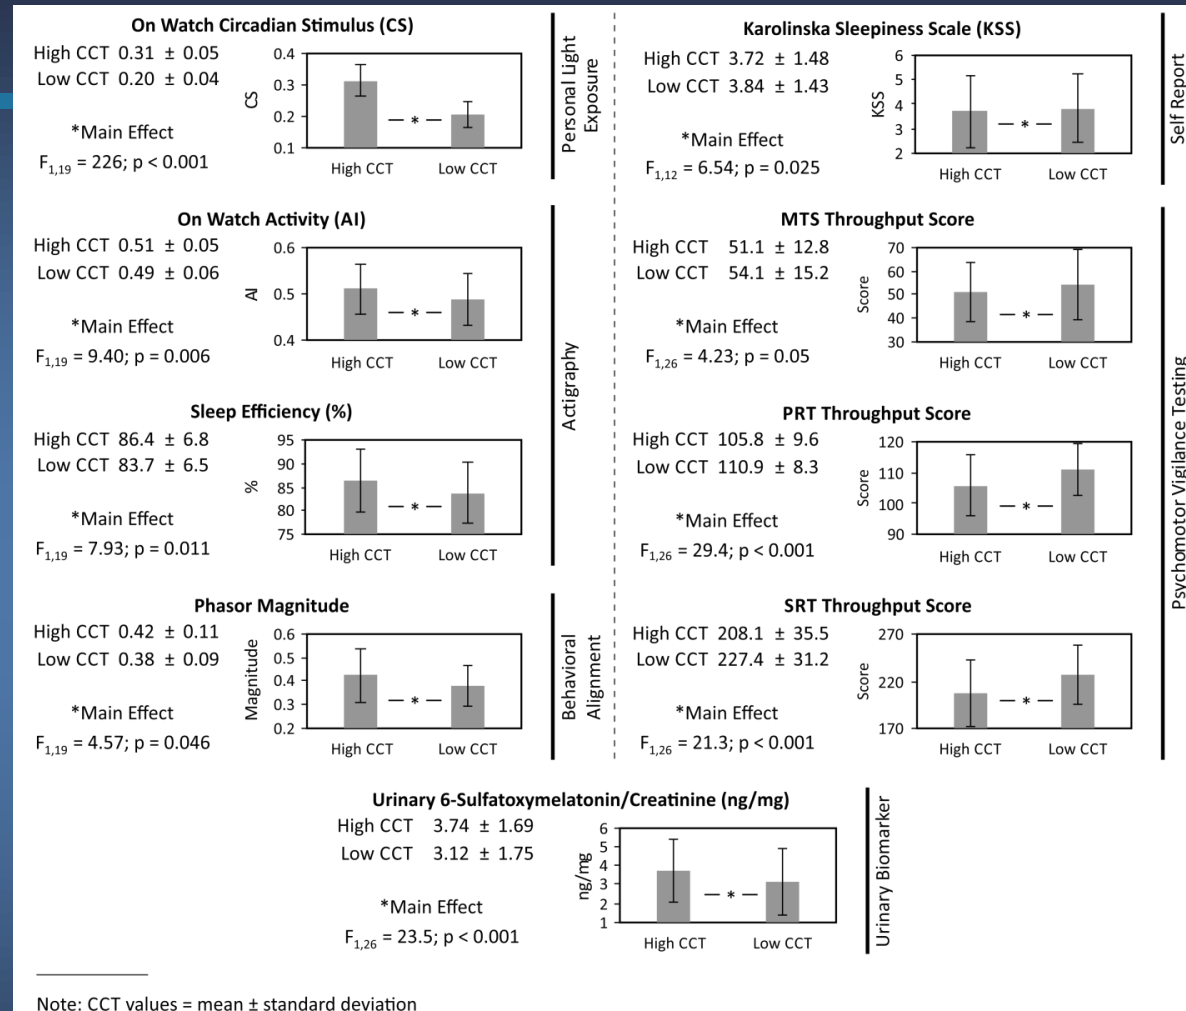 On Watch Circadian Stimulus (CS)
High CCT 0.31 ± 0.05
Low CCT 0.20 ± 0.04
*Main Effect
F1,19 = 226; p < 0.001
CS
0.4
0.3
0.2
0.1
*
High CCT Low CCT
Personal Light
Exposure
On Watch Activity (AI)
High CCT 0.51 ± 0.05
Low CCT 0.49 ± 0.06
*Main Effect
F1,19 = 9.40; p = 0.006
AI
0.6
0.5
0.4
*
High CCT Low CCT
Sleep Efficiency (%)
High CCT 86.4 ± 6.8
Low CCT 83.7 ± 6.5
*Main Effect
F1,19 = 7.93; p = 0.011
%
95
90
85
80
75
*
High CCT Low CCT
Actigraphy
Phasor Magnitude
High CCT 0.42 ± 0.11
Low CCT 0.38 ± 0.09
*Main Effect
F1,19 = 4.57; p = 0.046
Magnitude
0.6
0.5
0.4
0.3
0.2
*
High CCT Low CCT
Behavioral
Alignment
Karolinska Sleepiness Scale (KSS)
High CCT 3.72 ± 1.48
Low CCT 3.84 ± 1.43
*Main Effect
F1,12 = 6.54; p = 0.025
KSS
6
5
4
3
2
*
High CCT Low CCT
Self Report
MTS Throughput Score
High CCT 51.1 ± 12.8
Low CCT 54.1 ± 15.2
*Main Effect
F1,26 = 4.23; p = 0.05
Score
70
60
50
40
30
*
High CCT Low CCT
PRT Throughput Score
High CCT 105.8 ± 9.6
Low CCT 110.9 ± 8.3
*Main Effect
F1,26 = 29.4; p < 0.001
Score
120
110
100
90
*
High CCT Low CCT
SRT Throughput Score
High CCT 208.1 ± 35.5
Low CCT 227.4 ± 31.2
*Main Effect
F1,26 = 21.3; p < 0.001
Score
270
220
170
*
High CCT Low CCT
Psychomotor Vigilance Testing
Urinary 6-Sulfatoxymelatonin/Creatinine (ng/mg)
High CCT 3.74 ± 1.69
Low CCT 3.12 ± 1.75
*Main Effect
F1,26 = 23.5; p < 0.001
ng/mg
6
5
4
3
2
1
*
High CCT Low CCT
Urinary Biomarker
Note: CCT values = mean ± standard deviation